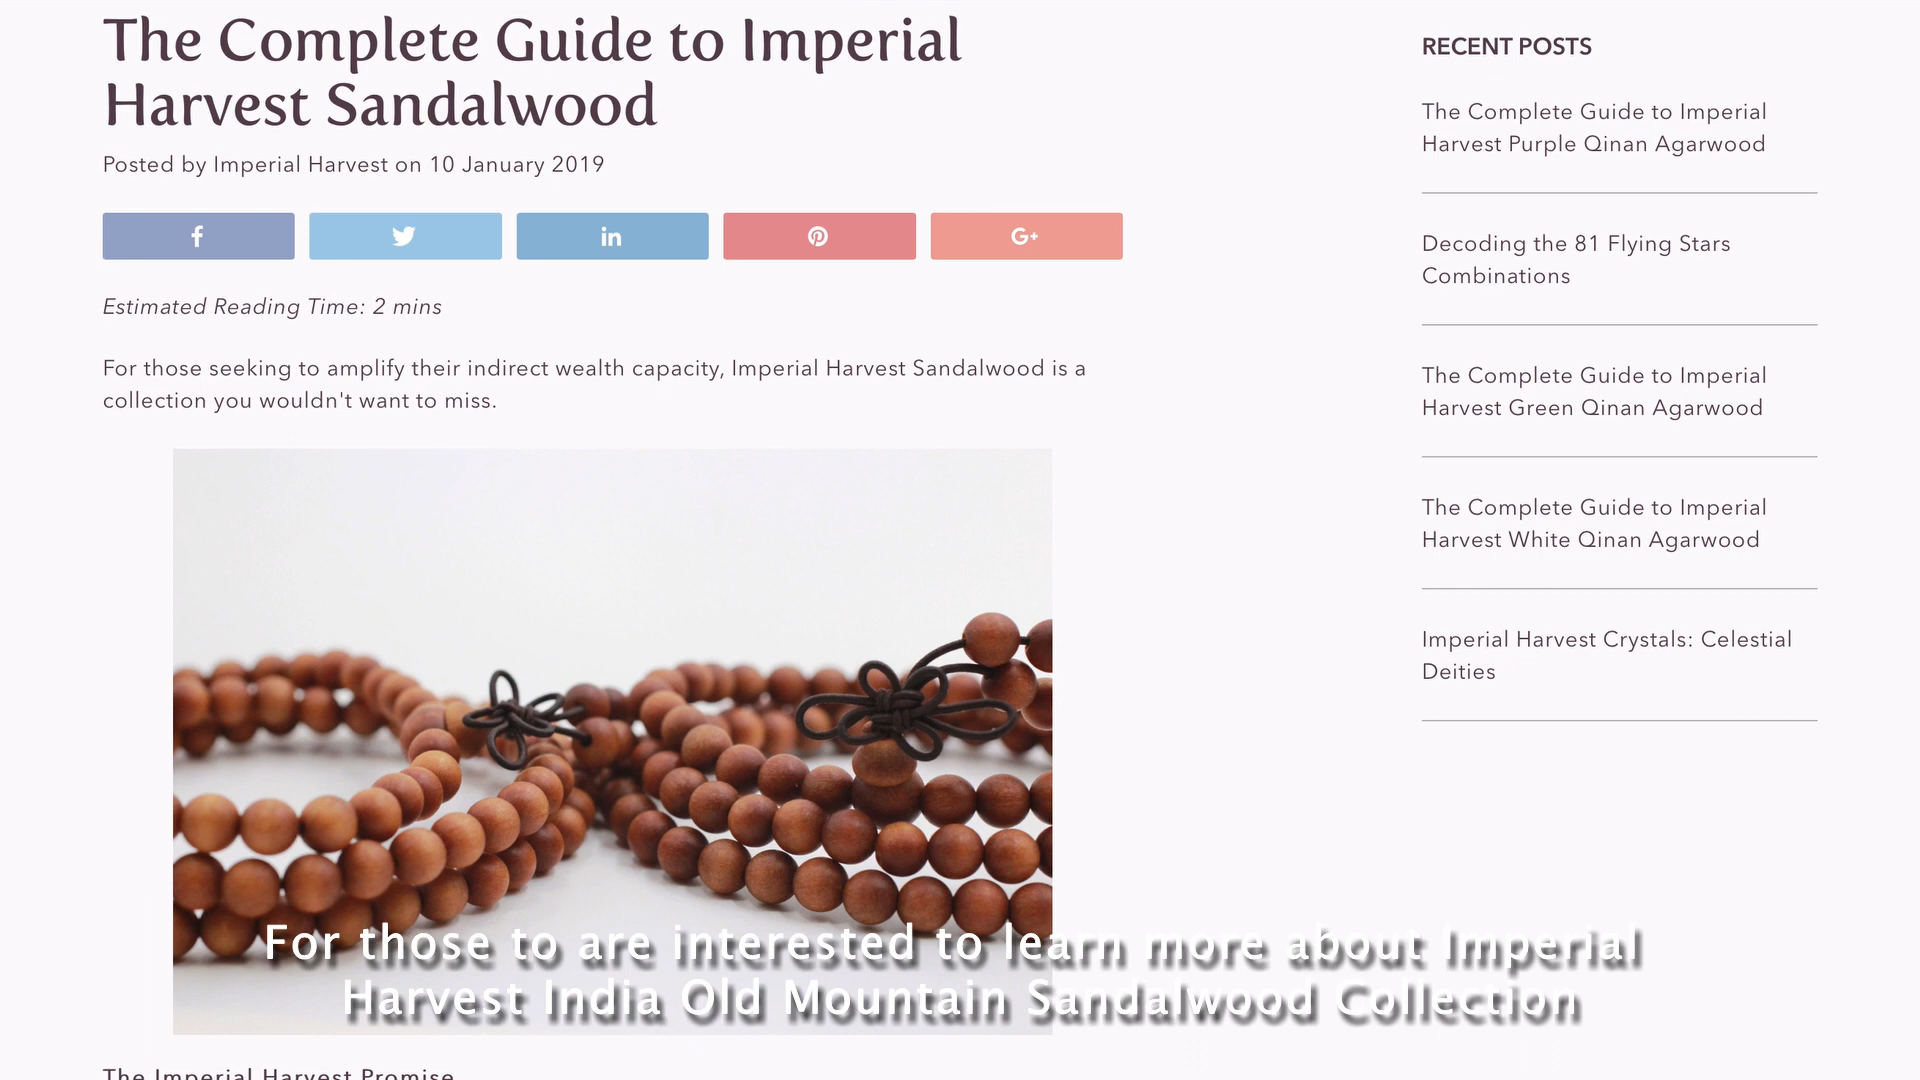 The Complete Guide to Imperial
Harvest Sandalwood
Posted by Imperial Harvest on 10 January 2019
f
in
G+
Estimated Reading Time: 2 mins
For those seeking to amplify their indirect wealth capacity, Imperial Harvest Sandalwood is a
collection you wouldn't want to miss.
For those to are interested to learn more about Imperial
Harvest India Old Mountain Sandalwood Collection
The Imperial Harvest Promise
RECENT POSTS
The Complete Guide to Imperial
Harvest Purple Qinan Agarwood
Decoding the 81 Flying Stars
Combinations
The Complete Guide to Imperial
Harvest Green Qinan Agarwood
The Complete Guide to Imperial
Harvest White Qinan Agarwood
Imperial Harvest Crystals: Celestial
Deities